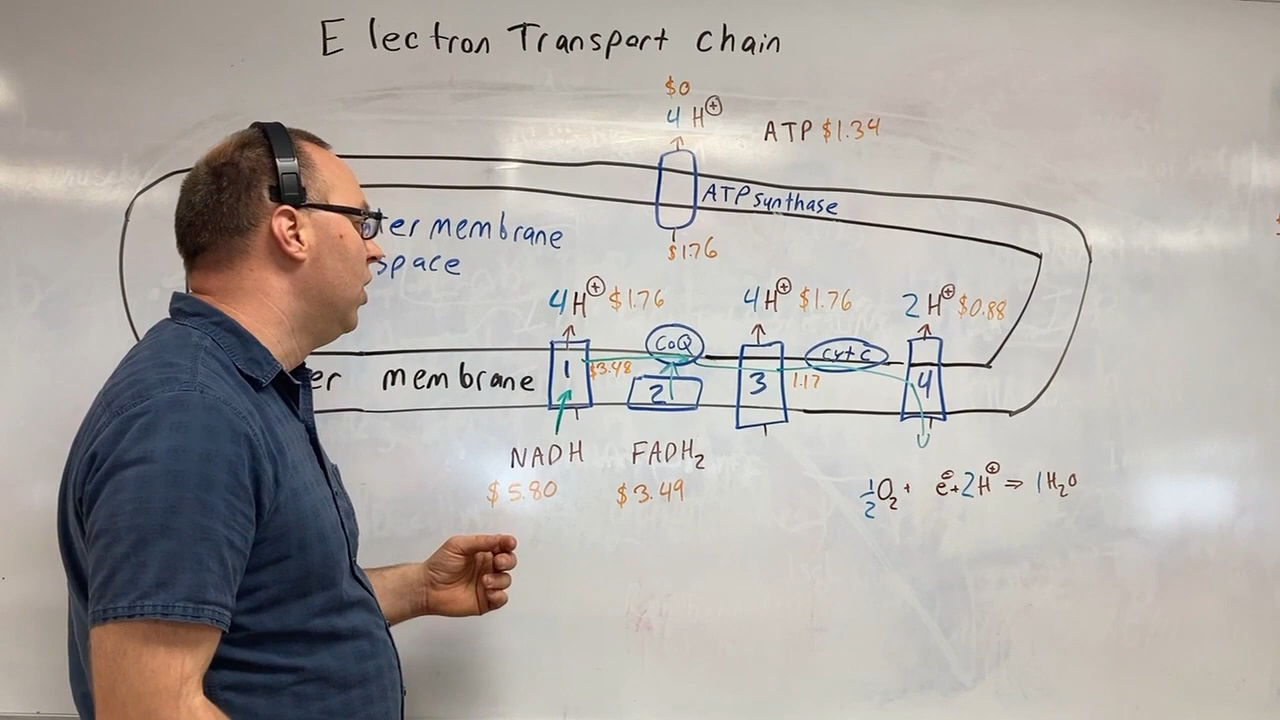 Electron Transport chain
$0
4 H⊕
ATP $1.34
ATP synthase
ter membrane
space
$1.76
4H⊕ $1.76
4H⊕ $1.76
2 H⊕ $0.88
CoQ
cyt c
er membrane
1
$3.48
2
3
1.17
4
NADH
FADH₂
$5.80
$3.49
½O₂ + e⊖+2H⊕ ⇒ 1H₂O